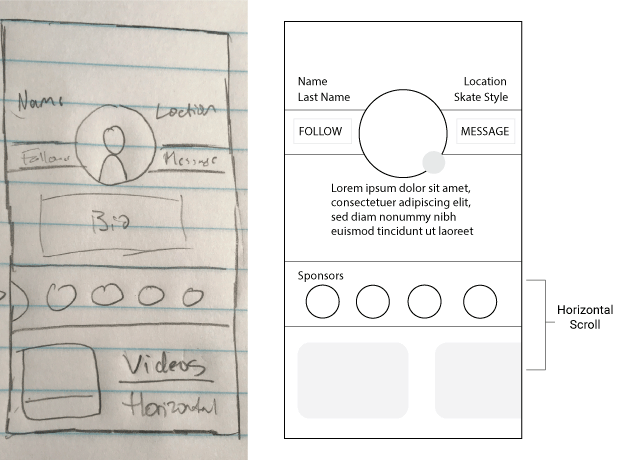 Name
Location
Follow
Message
Bio
Videos
Horizontal
Name
Last Name
Location
Skate Style
FOLLOW
MESSAGE
Lorem ipsum dolor sit amet,
consectetuer adipiscing elit,
sed diam nonummy nibh
euismod tincidunt ut laoreet
Sponsors
Horizontal
Scroll